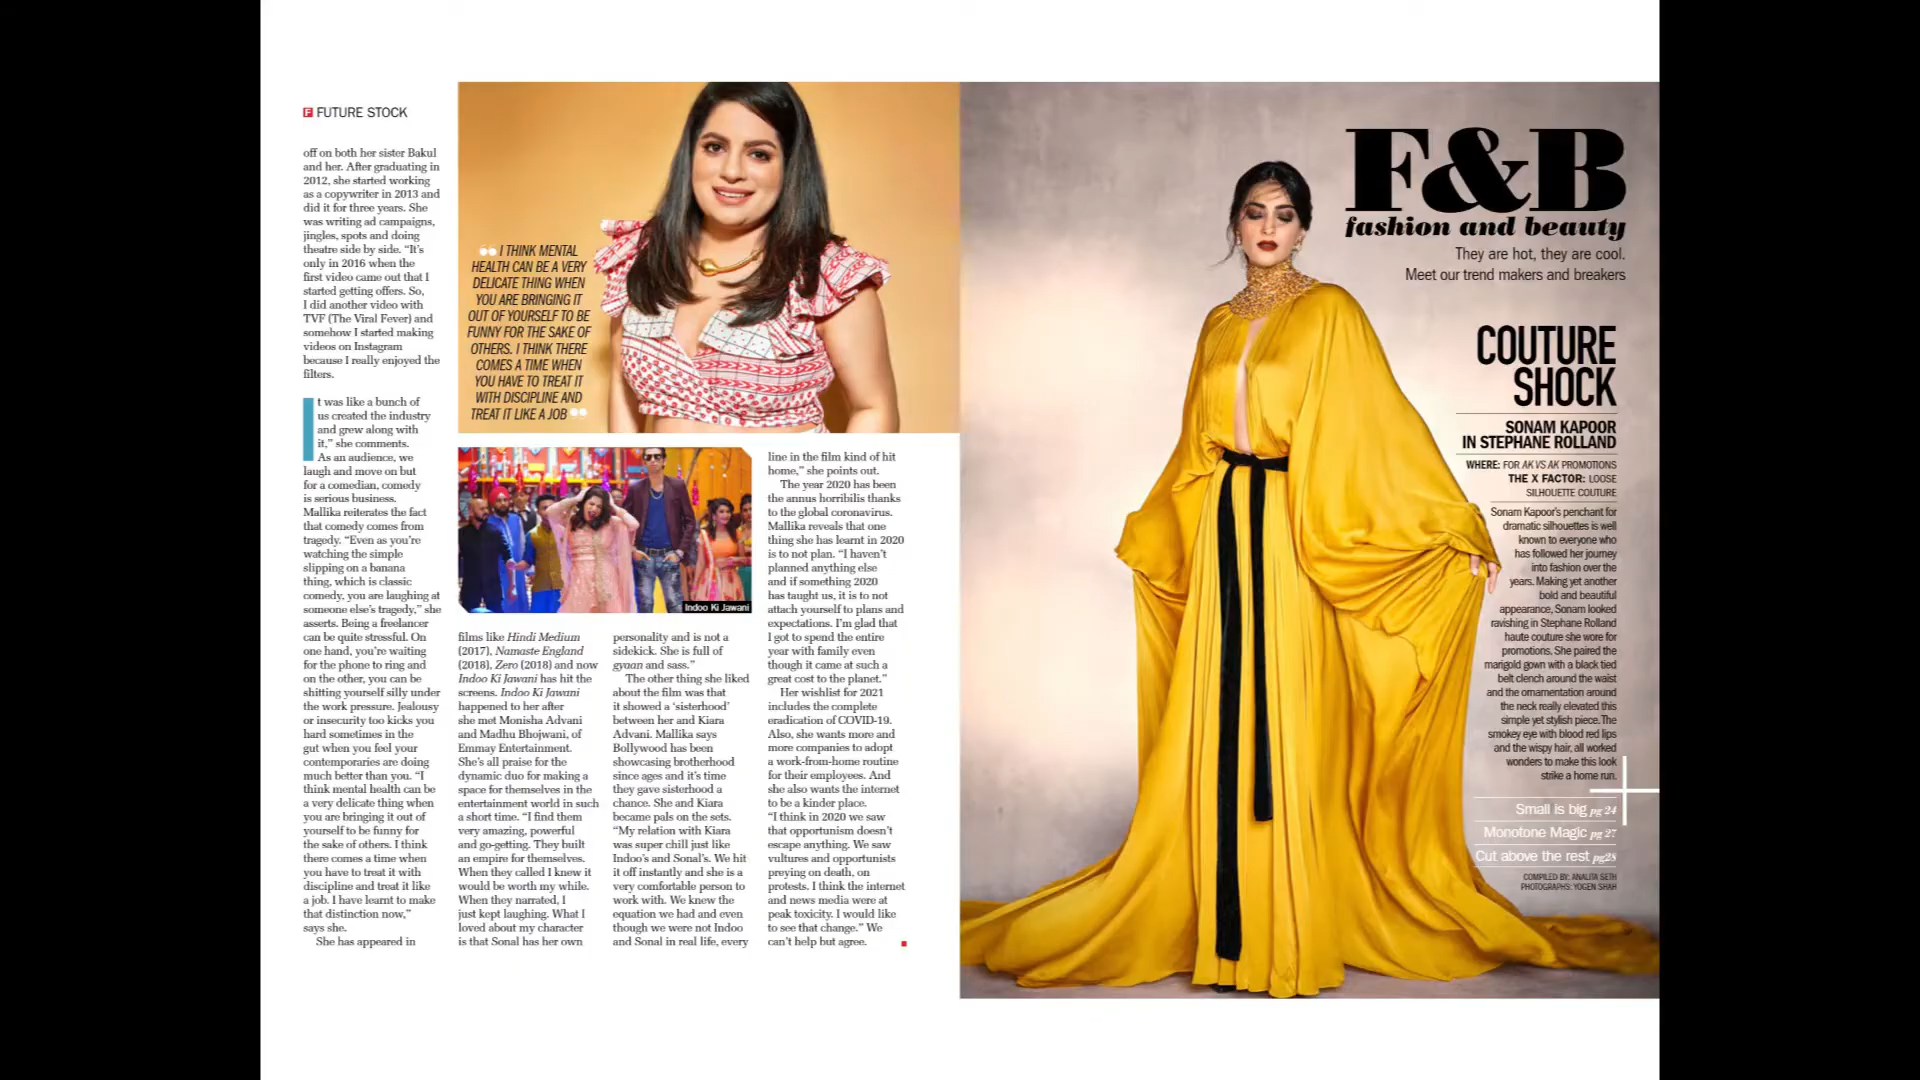 F FUTURE STOCK
off on both her sister Bakul
and her. After graduating in
2012, she started working
as a copywriter in 2013 and
did it for three years. She
was writing ad campaigns,
jingles, spots and doing
theatre side by side. “It’s
only in 2016 when the
first video came out that I
started getting offers. So,
I did another video with
TVF (The Viral Fever) and
somehow I started making
videos on Instagram
because I really enjoyed the
filters.
It was like a bunch of
us created the industry
and grew along with
it,” she comments.
As an audience, we
laugh and move on but
for a comedian, comedy
is serious business.
Mallika reiterates the fact
that comedy comes from
tragedy. “Even as you’re
watching the simple
slipping on a banana
thing, which is classic
comedy, you are laughing at
someone else’s tragedy,” she
asserts. Being a freelancer
can be quite stressful. On
one hand, you’re waiting
for the phone to ring and
on the other, you can be
shitting yourself silly under
the work pressure. Jealousy
or insecurity too kicks you
hard sometimes in the
gut when you feel your
contemporaries are doing
much better than you. “I
think mental health can be
a very delicate thing when
you are bringing it out of
yourself to be funny for
the sake of others. I think
there comes a time when
you have to treat it with
discipline and treat it like
a job. I have learnt to make
that distinction now,”
says she.
She has appeared in
“I THINK MENTAL
HEALTH CAN BE A VERY
DELICATE THING WHEN
YOU ARE BRINGING IT
OUT OF YOURSELF TO BE
FUNNY FOR THE SAKE OF
OTHERS. I THINK THERE
COMES A TIME WHEN
YOU HAVE TO TREAT IT
WITH DISCIPLINE AND
TREAT IT LIKE A JOB”
Indoo Ki Jawani
films like Hindi Medium
(2017), Namaste England
(2018), Zero (2018) and now
Indoo Ki Jawani has hit the
screens. Indoo Ki Jawani
happened to her after
she met Monisha Advani
and Madhu Bhojwani, of
Emmay Entertainment.
She’s all praise for the
dynamic duo for making a
space for themselves in the
entertainment world in such
a short time. “I find them
very amazing, powerful
and go-getting. They built
an empire for themselves.
When they called I knew it
would be worth my while.
When they narrated, I
just kept laughing. What I
loved about my character
is that Sonal has her own
personality and is not a
sidekick. She is full of
gyaan and sass.”
The other thing she liked
about the film was that
it showed a ‘sisterhood’
between her and Kiara
Advani. Mallika says
Bollywood has been
showcasing brotherhood
since ages and it’s time
they gave sisterhood a
chance. She and Kiara
became pals on the sets.
“My relation with Kiara
was super chill just like
Indoo’s and Sonal’s. We hit
it off instantly and she is a
very comfortable person to
work with. We knew the
equation we had and even
though we were not Indoo
and Sonal in real life, every
line in the film kind of hit
home,” she points out.
The year 2020 has been
the annus horribilis thanks
to the global coronavirus.
Mallika reveals that one
thing she has learnt in 2020
is to not plan. “I haven’t
planned anything else
and if something 2020
has taught us, it is to not
attach yourself to plans and
expectations. I’m glad that
I got to spend the entire
year with family even
though it came at such a
great cost to the planet.”
Her wishlist for 2021
includes the complete
eradication of COVID-19.
Also, she wants more and
more companies to adopt
a work-from-home routine
for their employees. And
she also wants the internet
to be a kinder place.
“I think in 2020 we saw
that opportunism doesn’t
escape anything. We saw
vultures and opportunists
preying on death, on
protests. I think the internet
and news media were at
peak toxicity. I would like
to see that change.” We
can’t help but agree.
F&B
fashion and beauty
They are hot, they are cool.
Meet our trend makers and breakers
COUTURE
SHOCK
SONAM KAPOOR
IN STEPHANE ROLLAND
WHERE: FOR AK VS AK PROMOTIONS
THE X FACTOR: LOOSE
SILHOUETTE COUTURE
Sonam Kapoor’s penchant for
dramatic silhouettes is well
known to everyone who
has followed her journey
into fashion over the
years. Making yet another
bold and beautiful
appearance, Sonam looked
ravishing in Stephane Rolland
haute couture she wore for
promotions. She paired the
marigold gown with a black tied
belt clench around the waist
and the ornamentation around
the neck really elevated this
simple yet stylish piece. The
smokey eye with blood red lips
and the wispy hair, all worked
wonders to make this look
strike a home run.
Small is big pg 24
Monotone Magic pg 27
Cut above the rest pg28
COMPILED BY: ANALITA SETH
PHOTOGRAPHS: YOGEN SHAH